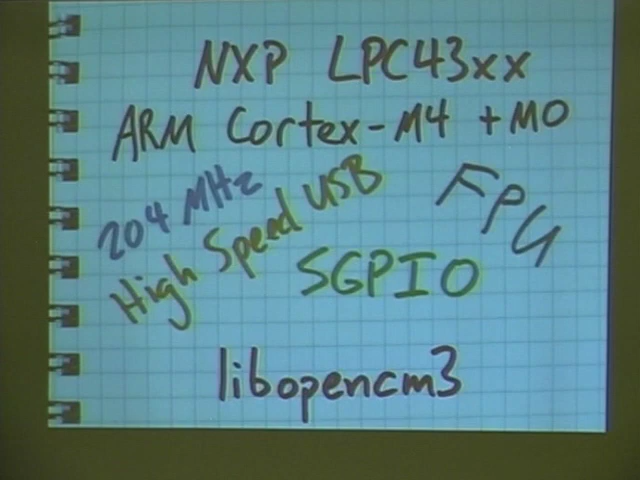 NXP LPC43xx
ARM Cortex-M4 + M0
204 MHz
High Speed USB
FPU
SGPIO
libopencm3